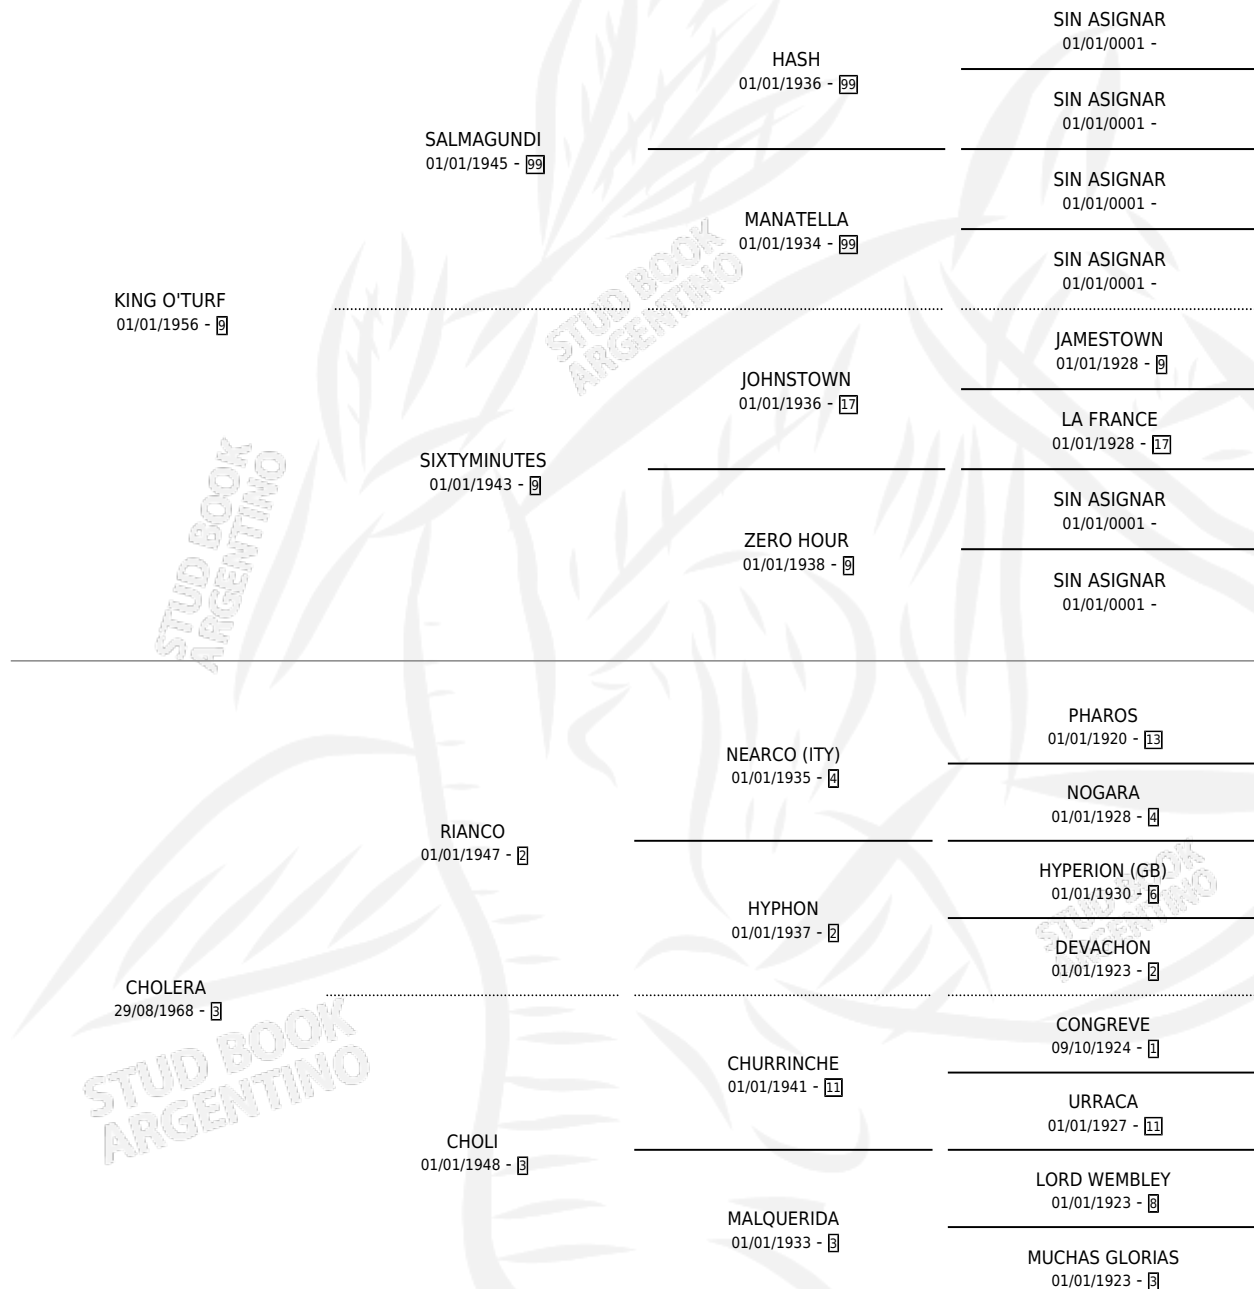 SIN ASIGNAR
01/01/0001 -
HASH
01/01/1936 - 99
SIN ASIGNAR
01/01/0001 -
SALMAGUNDI
01/01/1945 - 99
SIN ASIGNAR
01/01/0001 -
MANATELLA
01/01/1934 - 99
SIN ASIGNAR
01/01/0001 -
KING O'TURF
01/01/1956 - 9
JAMESTOWN
01/01/1928 - 9
JOHNSTOWN
01/01/1936 - 17
LA FRANCE
01/01/1928 - 17
SIXTYMINUTES
01/01/1943 - 9
SIN ASIGNAR
01/01/0001 -
ZERO HOUR
01/01/1938 - 9
SIN ASIGNAR
01/01/0001 -
STUD BOOK
ARGENTINO
STUD BOOK
ARGENTINO
PHAROS
01/01/1920 - 13
NEARCO (ITY)
01/01/1935 - 4
NOGARA
01/01/1928 - 4
RIANCO
01/01/1947 - 2
HYPERION (GB)
01/01/1930 - 6
HYPHON
01/01/1937 - 2
DEVACHON
01/01/1923 - 2
STUD BOOK
ARGENTINO
CHOLERA
29/08/1968 - 3
CONGREVE
09/10/1924 - 1
CHURRINCHE
01/01/1941 - 11
URRACA
01/01/1927 - 11
STUD BOOK
ARGENTINO
CHOLI
01/01/1948 - 3
LORD WEMBLEY
01/01/1923 - 8
MALQUERIDA
01/01/1933 - 3
MUCHAS GLORIAS
01/01/1923 - 3